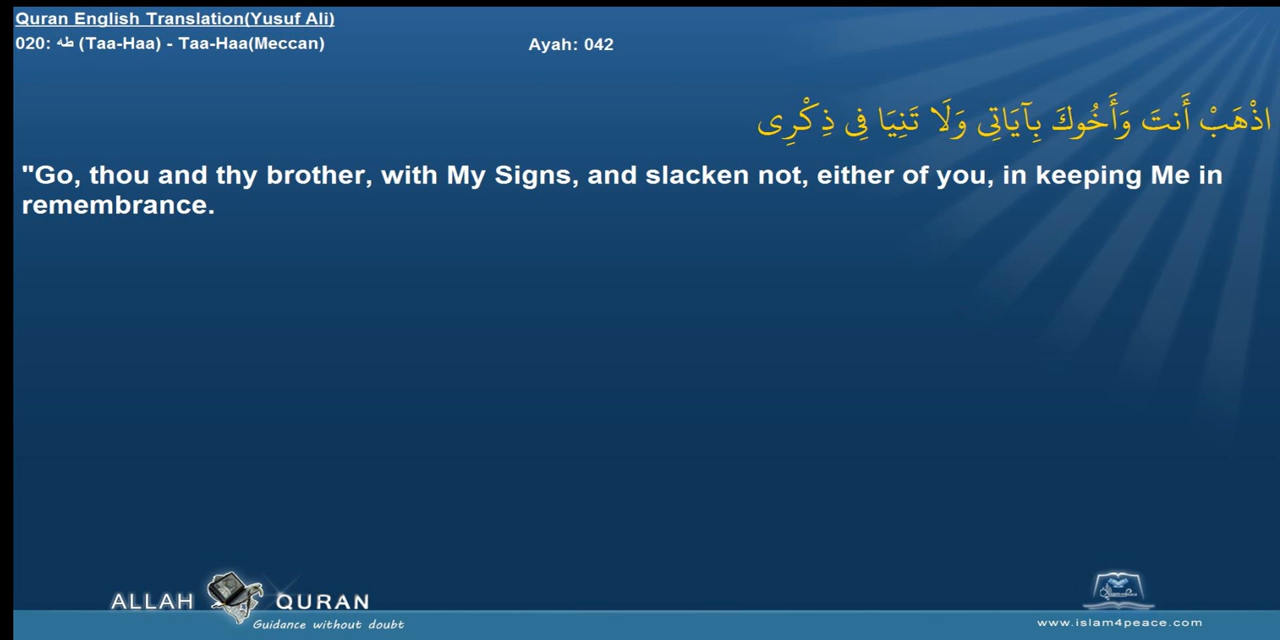 Quran English Translation(Yusuf Ali)
020: طه (Taa-Haa) - Taa-Haa(Meccan) Ayah: 042
اذْهَبْ أَنتَ وَأَخُوكَ بِآيَاتِي وَلَا تَنِيَا فِي ذِكْرِي
"Go, thou and thy brother, with My Signs, and slacken not, either of you, in keeping Me in
remembrance.
ALLAH QURAN
Guidance without doubt
www.islam4peace.com